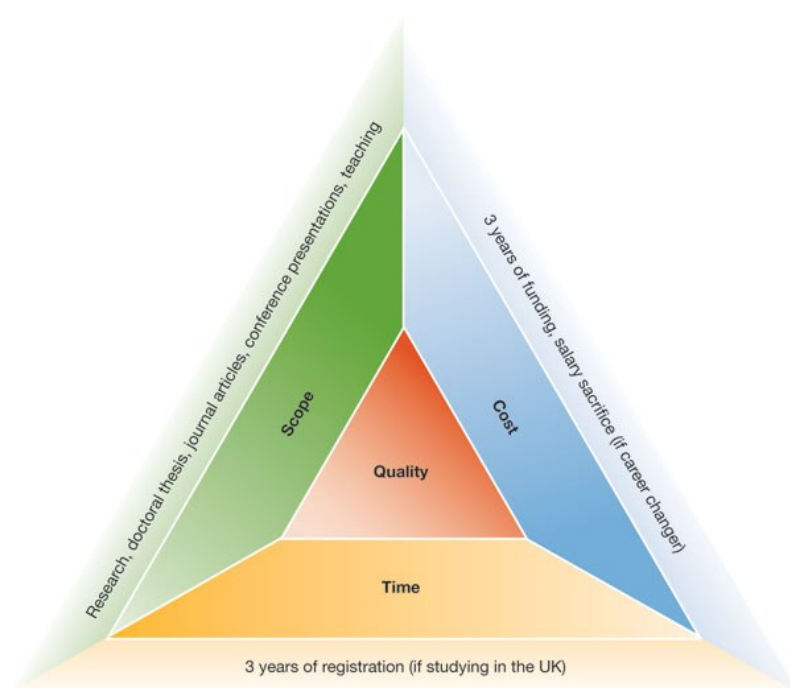 Research, doctoral thesis, journal articles, conference presentations, teaching
3 years of funding, salary sacrifice (if career changer)
Scope
Cost
Quality
Time
3 years of registration (if studying in the UK)